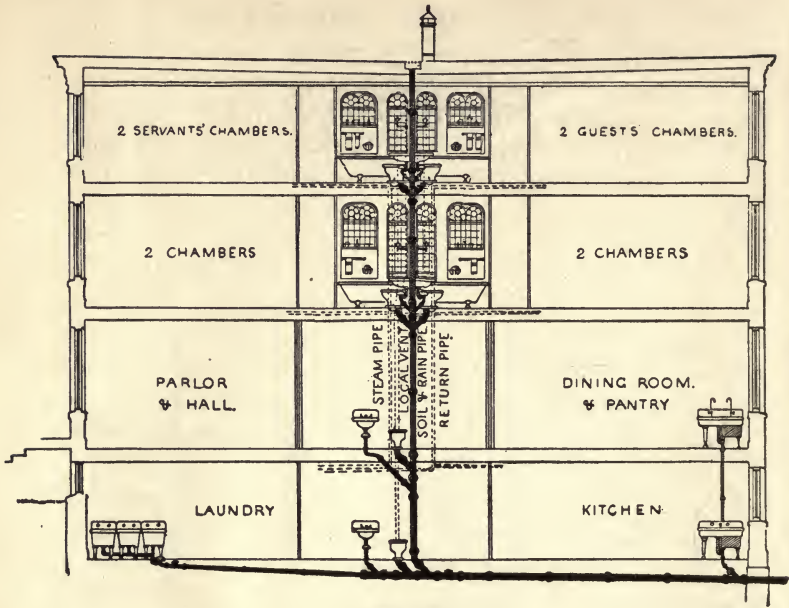 2 SERVANTS' CHAMBERS.
2 GUESTS' CHAMBERS.
2 CHAMBERS
2 CHAMBERS
PARLOR
& HALL.
STEAM PIPE
LOCAL VENT
SOIL & RAIN PIPE
RETURN PIPE
DINING ROOM.
& PANTRY
LAUNDRY
KITCHEN